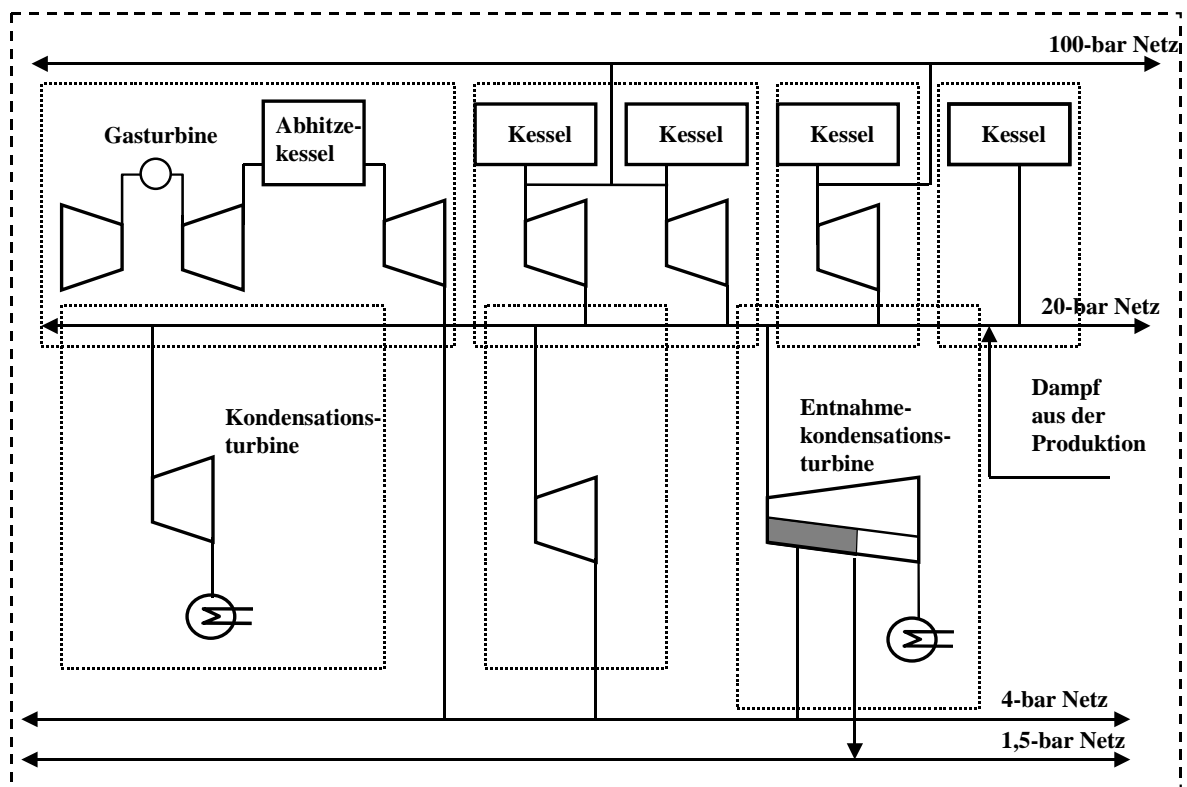 100-bar Netz
Gasturbine
Abhitze-
kessel
Kessel
Kessel
Kessel
Kessel
20-bar Netz
Kondensations-
turbine
Entnahme-
kondensations-
turbine
Dampf
aus der
Produktion
4-bar Netz
1,5-bar Netz